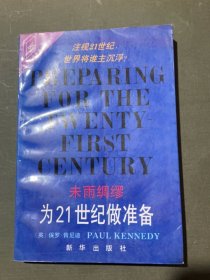 注视21世纪
世界将谁主沉浮?
PREPARING
FOR THE
TWENTY
FIRST
CENTURY
未雨绸缪
为21世纪做准备
(英) 保罗·肯尼迪 PAUL KENNEDY
新华出版社